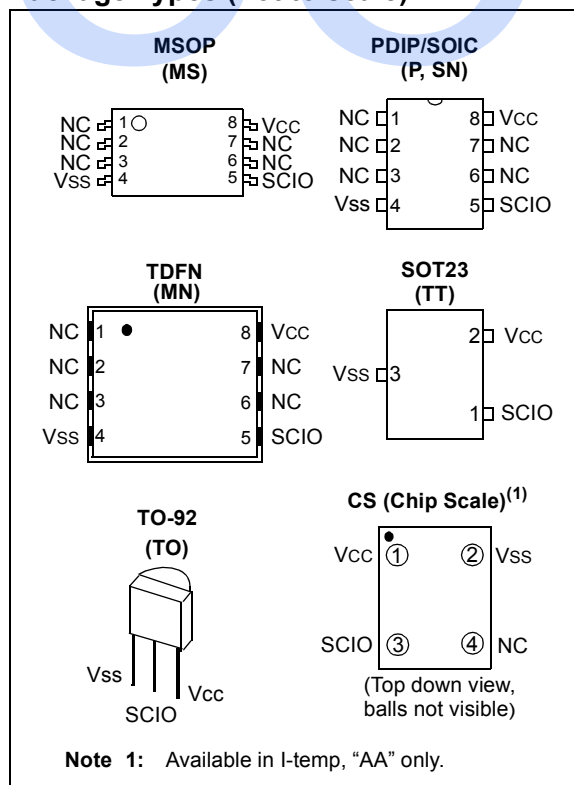 MSOP
(MS)
NC 1 8 VCC
NC 2 7 NC
NC 3 6 NC
VSS 4 5 SCIO
PDIP/SOIC
(P, SN)
NC 1 8 VCC
NC 2 7 NC
NC 3 6 NC
VSS 4 5 SCIO
TDFN
(MN)
NC 1 8 VCC
NC 2 7 NC
NC 3 6 NC
VSS 4 5 SCIO
SOT23
(TT)
2 VCC
VSS 3
1 SCIO
TO-92
(TO)
Vss
SCIO
Vcc
CS (Chip Scale)(1)
VCC 1 2 VSS
SCIO 3 4 NC
(Top down view,
balls not visible)
Note 1: Available in I-temp, “AA” only.